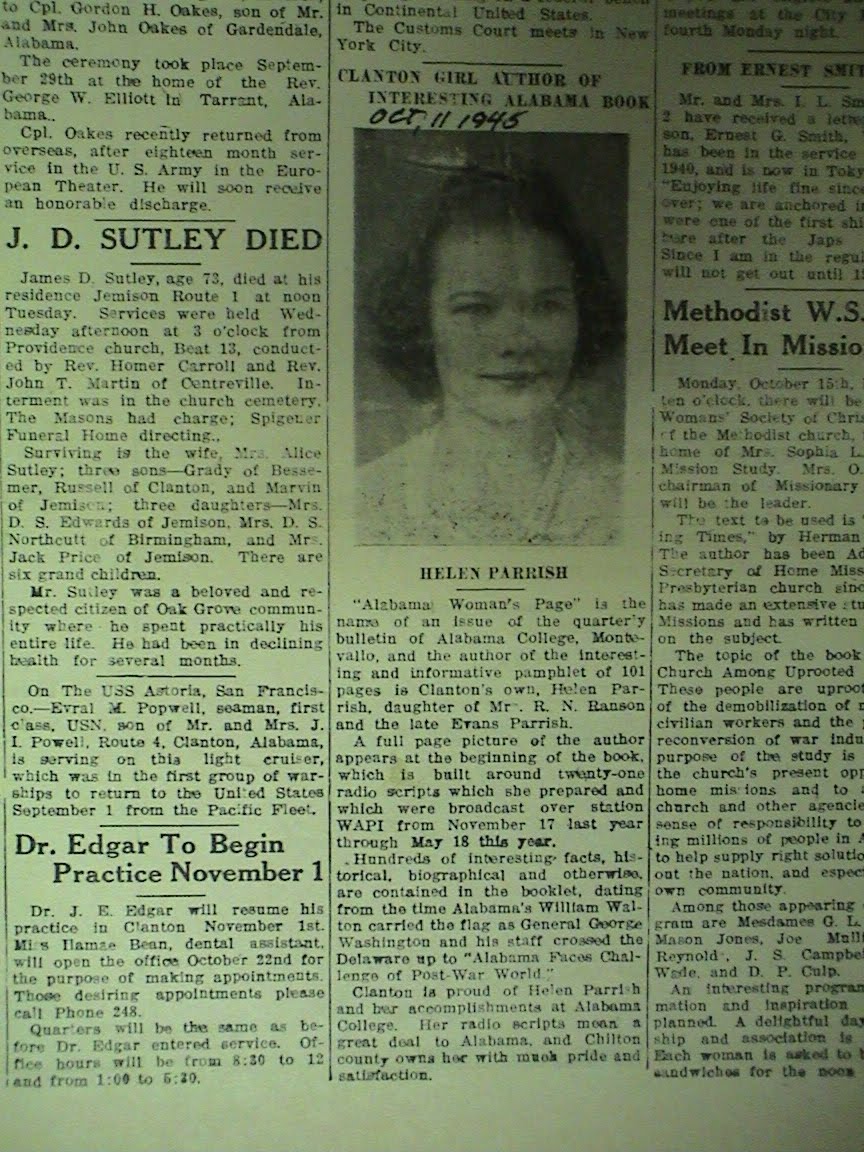 to Cpl. Gordon H. Oakes, son of Mr.
and Mrs. John Oakes of Gardendale,
Alabama.
The ceremony took place Septem-
ber 29th at the home of the Rev.
George W. Elliott in Tarrant, Ala-
bama..
Cpl. Oakes recently returned from
overseas, after eighteen month ser-
vice in the U. S. Army in the Euro-
pean Theater. He will soon receive
an honorable discharge.
J. D. SUTLEY DIED
James D. Sutley, age 73, died at his
residence Jemison Route 1 at noon
Tuesday. Services were held Wed-
nesday afternoon at 3 o'clock from
Providence church, Beat 13, conduct-
ed by Rev. Homer Carroll and Rev.
John T. Martin of Centreville. In-
terment was in the church cemetery.
The Masons had charge; Spigener
Funeral Home directing..
Surviving is the wife, Mrs. Alice
Sutley; three sons—Grady of Besse-
mer, Russell of Clanton, and Marvin
of Jemison; three daughters—Mrs.
D. S. Edwards of Jemison, Mrs. D. S.
Northcutt of Birmingham, and Mrs.
Jack Price of Jemison. There are
six grand children.
Mr. Sutley was a beloved and re-
spected citizen of Oak Grove commun-
ity where he spent practically his
entire life. He had been in declining
health for several months.
On The USS Astoria, San Francis-
co.—Evral M. Popwell, seaman, first
class, USN, son of Mr. and Mrs. J.
I. Powell, Route 4, Clanton, Alabama,
is serving on this light cruiser,
which was in the first group of war-
ships to return to the United States
September 1 from the Pacific Fleet.
Dr. Edgar To Begin
Practice November 1
Dr. J. E. Edgar will resume his
practice in Clanton November 1st.
Miss Ilamae Bean, dental assistant,
will open the office October 22nd for
the purpose of making appointments.
Those desiring appointments please
call Phone 248.
Quarters will be the same as be-
fore Dr. Edgar entered service. Of-
fice hours will be from 8:30 to 12
and from 1:00 to 5:30.
in Continental United States.
The Customs Court meets in New
York City.
CLANTON GIRL AUTHOR OF
INTERESTING ALABAMA BOOK
OCT, 11 1945
HELEN PARRISH
"Alabama Woman's Page" is the
name of an issue of the quarter'y
bulletin of Alabama College, Monte-
vallo, and the author of the interest-
ing and informative pamphlet of 101
pages is Clanton's own, Helen Par-
rish, daughter of Mr. R. N. Ranson
and the late Evans Parrish.
A full page picture of the author
appears at the beginning of the book,
which is built around twenty-one
radio scripts which she prepared and
which were broadcast over station
WAPI from November 17 last year
through May 18 this year.
Hundreds of interesting facts, his-
torical, biographical and otherwise,
are contained in the booklet, dating
from the time Alabama's William Wal-
ton carried the flag as General George
Washington and his staff crossed the
Delaware up to "Alabama Faces Chal-
lenge of Post-War World."
Clanton is proud of Helen Parrish
and her accomplishments at Alabama
College. Her radio scripts mean a
great deal to Alabama, and Chilton
county owns her with much pride and
satisfaction.
meetings at the City
fourth Monday night.
FROM ERNEST SMIT
Mr. and Mrs. I. L. Sm
2 have received a lette
son, Ernest G. Smith,
has been in the service
1940, and is now in Toky
"Enjoying life fine since
over; we are anchored i
were one of the first shi
here after the Japs
Since I am in the regu
will not get out until 1
Methodist W.S.
Meet In Missio
Monday, October 15th,
ten o'clock, there will be
Womans' Society of Chris
of the Methodist church,
home of Mrs. Sophia L.
Mission Study. Mrs. O.
chairman of Missionary
will be the leader.
The text to be used is
ing Times," by Herman
The author has been Ad
Secretary of Home Miss
Presbyterian church sinc
has made an extensive stu
Missions and has written
on the subject.
The topic of the book
Church Among Uprooted
These people are uproot
of the demobilization of
civilian workers and the
reconversion of war indu
purpose of the study is
the church's present opp
home missions and to
church and other agencie
sense of responsibility to
ing millions of people in A
to help supply right solutio
out the nation, and espec
own community.
Among those appearing
gram are Mesdames G. L.
Mason Jones, Joe Mull
Reynold', J. S. Campbe
Wade, and D. P. Culp.
An interesting program
mation and inspiration
planned. A delightful day
ship and association is
Each woman is asked to
sandwiches for the noon